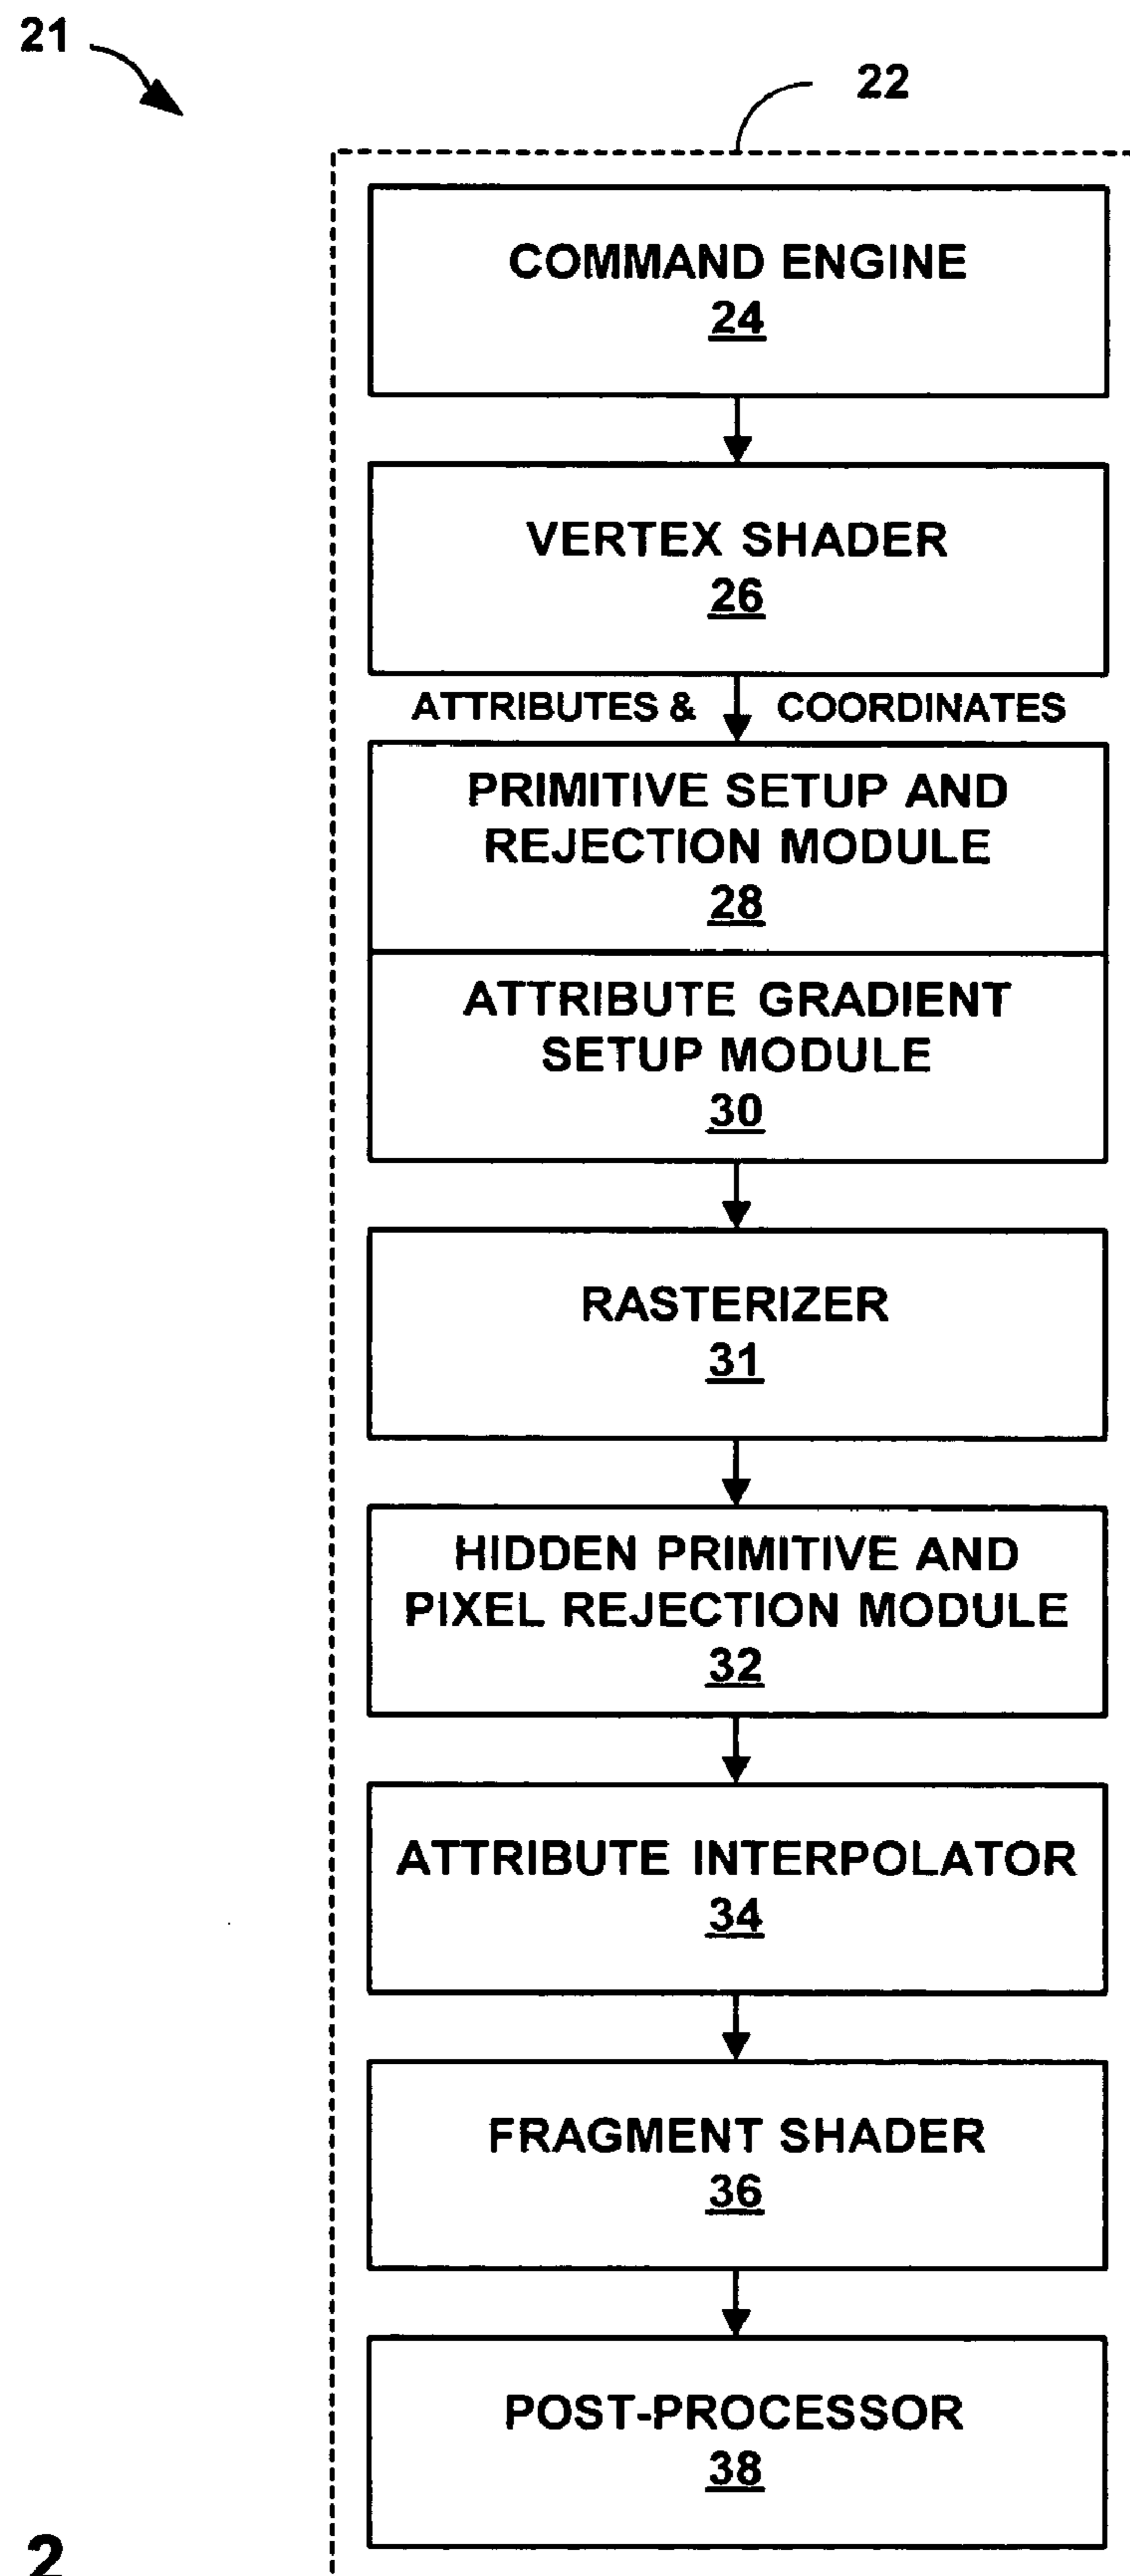 21
22
COMMAND ENGINE
24
VERTEX SHADER
26
ATTRIBUTES & COORDINATES
PRIMITIVE SETUP AND
REJECTION MODULE
28
ATTRIBUTE GRADIENT
SETUP MODULE
30
RASTERIZER
31
HIDDEN PRIMITIVE AND
PIXEL REJECTION MODULE
32
ATTRIBUTE INTERPOLATOR
34
FRAGMENT SHADER
36
POST-PROCESSOR
38
2